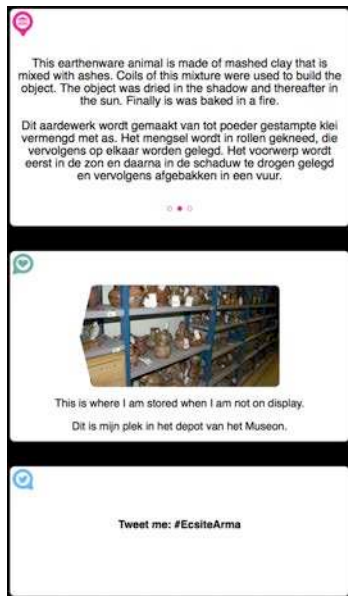 This earthenware animal is made of mashed clay that is
mixed with ashes. Coils of this mixture were used to build the
object. The object was dried in the shadow and thereafter in
the sun. Finally is was baked in a fire.
Dit aardewerk wordt gemaakt van tot poeder gestampte klei
vermengd met as. Het mengsel wordt in rollen gekneed, die
vervolgens op elkaar worden gelegd. Het voorwerp wordt
eerst in de zon en daarna in de schaduw te drogen gelegd
en vervolgens afgebakken in een vuur.
This is where I am stored when I am not on display.
Dit is mijn plek in het depot van het Museon.
Tweet me: #EcsiteArma